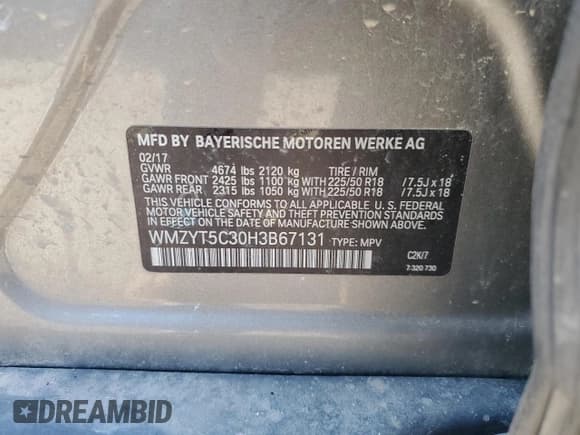 MFD BY BAYERISCHE MOTOREN WERKE AG
02/17
GVWR 4674 lbs 2120 kg TIRE / RIM
GAWR FRONT 2425 lbs 1100 kg WITH 225/50 R18 / 7.5J x 18
GAWR REAR 2315 lbs 1050 kg WITH 225/50 R18 / 7.5J x 18
THIS VEHICLE CONFORMS TO ALL APPLICABLE U. S. FEDERAL
MOTOR VEHICLE SAFETY, BUMPER, AND THEFT PREVENTION STANDARDS
IN EFFECT ON THE DATE OF MANUFACTURE SHOWN ABOVE.
WMZYT5C30H3B67131 TYPE: MPV
C2K/7
7 320 730
DREAMBID